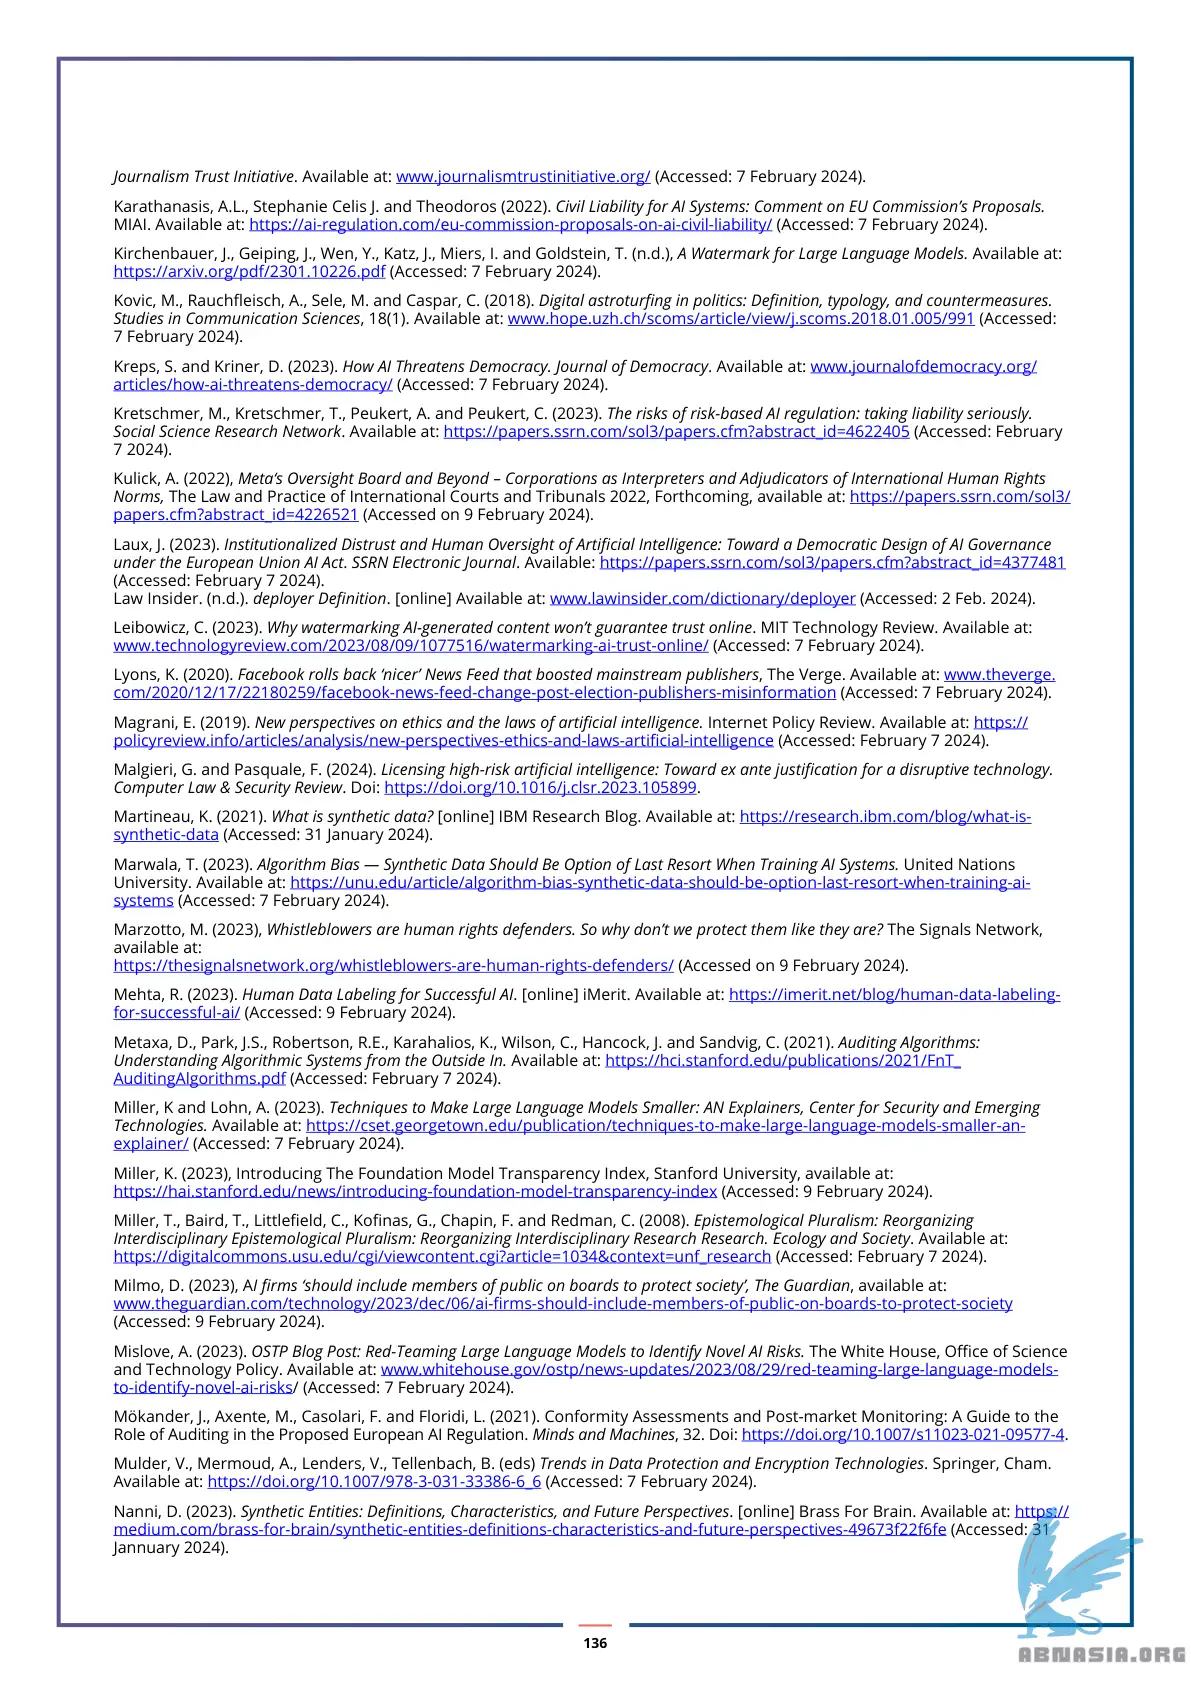 Journalism Trust Initiative. Available at: www.journalismtrustinitiative.org/ (Accessed: 7 February 2024).
Karathanasis, A.L., Stephanie Celis J. and Theodoros (2022). Civil Liability for AI Systems: Comment on EU Commission’s Proposals.
MIAI. Available at: https://ai-regulation.com/eu-commission-proposals-on-ai-civil-liability/ (Accessed: 7 February 2024).
Kirchenbauer, J., Geiping, J., Wen, Y., Katz, J., Miers, I. and Goldstein, T. (n.d.), A Watermark for Large Language Models. Available at:
https://arxiv.org/pdf/2301.10226.pdf (Accessed: 7 February 2024).
Kovic, M., Rauchfleisch, A., Sele, M. and Caspar, C. (2018). Digital astroturfing in politics: Definition, typology, and countermeasures.
Studies in Communication Sciences, 18(1). Available at: www.hope.uzh.ch/scoms/article/view/j.scoms.2018.01.005/991 (Accessed:
7 February 2024).
Kreps, S. and Kriner, D. (2023). How AI Threatens Democracy. Journal of Democracy. Available at: www.journalofdemocracy.org/
articles/how-ai-threatens-democracy/ (Accessed: 7 February 2024).
Kretschmer, M., Kretschmer, T., Peukert, A. and Peukert, C. (2023). The risks of risk-based AI regulation: taking liability seriously.
Social Science Research Network. Available at: https://papers.ssrn.com/sol3/papers.cfm?abstract_id=4622405 (Accessed: February
7 2024).
Kulick, A. (2022), Meta’s Oversight Board and Beyond – Corporations as Interpreters and Adjudicators of International Human Rights
Norms, The Law and Practice of International Courts and Tribunals 2022, Forthcoming, available at: https://papers.ssrn.com/sol3/
papers.cfm?abstract_id=4226521 (Accessed on 9 February 2024).
Laux, J. (2023). Institutionalized Distrust and Human Oversight of Artificial Intelligence: Toward a Democratic Design of AI Governance
under the European Union AI Act. SSRN Electronic Journal. Available: https://papers.ssrn.com/sol3/papers.cfm?abstract_id=4377481
(Accessed: February 7 2024).
Law Insider. (n.d.). deployer Definition. [online] Available at: www.lawinsider.com/dictionary/deployer (Accessed: 2 Feb. 2024).
Leibowicz, C. (2023). Why watermarking AI-generated content won’t guarantee trust online. MIT Technology Review. Available at:
www.technologyreview.com/2023/08/09/1077516/watermarking-ai-trust-online/ (Accessed: 7 February 2024).
Lyons, K. (2020). Facebook rolls back ‘nicer’ News Feed that boosted mainstream publishers, The Verge. Available at: www.theverge.
com/2020/12/17/22180259/facebook-news-feed-change-post-election-publishers-misinformation (Accessed: 7 February 2024).
Magrani, E. (2019). New perspectives on ethics and the laws of artificial intelligence. Internet Policy Review. Available at: https://
policyreview.info/articles/analysis/new-perspectives-ethics-and-laws-artificial-intelligence (Accessed: February 7 2024).
Malgieri, G. and Pasquale, F. (2024). Licensing high-risk artificial intelligence: Toward ex ante justification for a disruptive technology.
Computer Law & Security Review. Doi: https://doi.org/10.1016/j.clsr.2023.105899.
Martineau, K. (2021). What is synthetic data? [online] IBM Research Blog. Available at: https://research.ibm.com/blog/what-is-
synthetic-data (Accessed: 31 January 2024).
Marwala, T. (2023). Algorithm Bias — Synthetic Data Should Be Option of Last Resort When Training AI Systems. United Nations
University. Available at: https://unu.edu/article/algorithm-bias-synthetic-data-should-be-option-last-resort-when-training-ai-
systems (Accessed: 7 February 2024).
Marzotto, M. (2023), Whistleblowers are human rights defenders. So why don’t we protect them like they are? The Signals Network,
available at:
https://thesignalsnetwork.org/whistleblowers-are-human-rights-defenders/ (Accessed on 9 February 2024).
Mehta, R. (2023). Human Data Labeling for Successful AI. [online] iMerit. Available at: https://imerit.net/blog/human-data-labeling-
for-successful-ai/ (Accessed: 9 February 2024).
Metaxa, D., Park, J.S., Robertson, R.E., Karahalios, K., Wilson, C., Hancock, J. and Sandvig, C. (2021). Auditing Algorithms:
Understanding Algorithmic Systems from the Outside In. Available at: https://hci.stanford.edu/publications/2021/FnT_
AuditingAlgorithms.pdf (Accessed: February 7 2024).
Miller, K and Lohn, A. (2023). Techniques to Make Large Language Models Smaller: AN Explainers, Center for Security and Emerging
Technologies. Available at: https://cset.georgetown.edu/publication/techniques-to-make-large-language-models-smaller-an-
explainer/ (Accessed: 7 February 2024).
Miller, K. (2023), Introducing The Foundation Model Transparency Index, Stanford University, available at:
https://hai.stanford.edu/news/introducing-foundation-model-transparency-index (Accessed: 9 February 2024).
Miller, T., Baird, T., Littlefield, C., Kofinas, G., Chapin, F. and Redman, C. (2008). Epistemological Pluralism: Reorganizing
Interdisciplinary Epistemological Pluralism: Reorganizing Interdisciplinary Research Research. Ecology and Society. Available at:
https://digitalcommons.usu.edu/cgi/viewcontent.cgi?article=1034&context=unf_research (Accessed: February 7 2024).
Milmo, D. (2023), AI firms ‘should include members of public on boards to protect society’, The Guardian, available at:
www.theguardian.com/technology/2023/dec/06/ai-firms-should-include-members-of-public-on-boards-to-protect-society
(Accessed: 9 February 2024).
Mislove, A. (2023). OSTP Blog Post: Red-Teaming Large Language Models to Identify Novel AI Risks. The White House, Office of Science
and Technology Policy. Available at: www.whitehouse.gov/ostp/news-updates/2023/08/29/red-teaming-large-language-models-
to-identify-novel-ai-risks/ (Accessed: 7 February 2024).
Mökander, J., Axente, M., Casolari, F. and Floridi, L. (2021). Conformity Assessments and Post-market Monitoring: A Guide to the
Role of Auditing in the Proposed European AI Regulation. Minds and Machines, 32. Doi: https://doi.org/10.1007/s11023-021-09577-4.
Mulder, V., Mermoud, A., Lenders, V., Tellenbach, B. (eds) Trends in Data Protection and Encryption Technologies. Springer, Cham.
Available at: https://doi.org/10.1007/978-3-031-33386-6_6 (Accessed: 7 February 2024).
Nanni, D. (2023). Synthetic Entities: Definitions, Characteristics, and Future Perspectives. [online] Brass For Brain. Available at: https://
medium.com/brass-for-brain/synthetic-entities-definitions-characteristics-and-future-perspectives-49673f22f6fe (Accessed: 31
Jannuary 2024).
136
ABNASIA.ORG